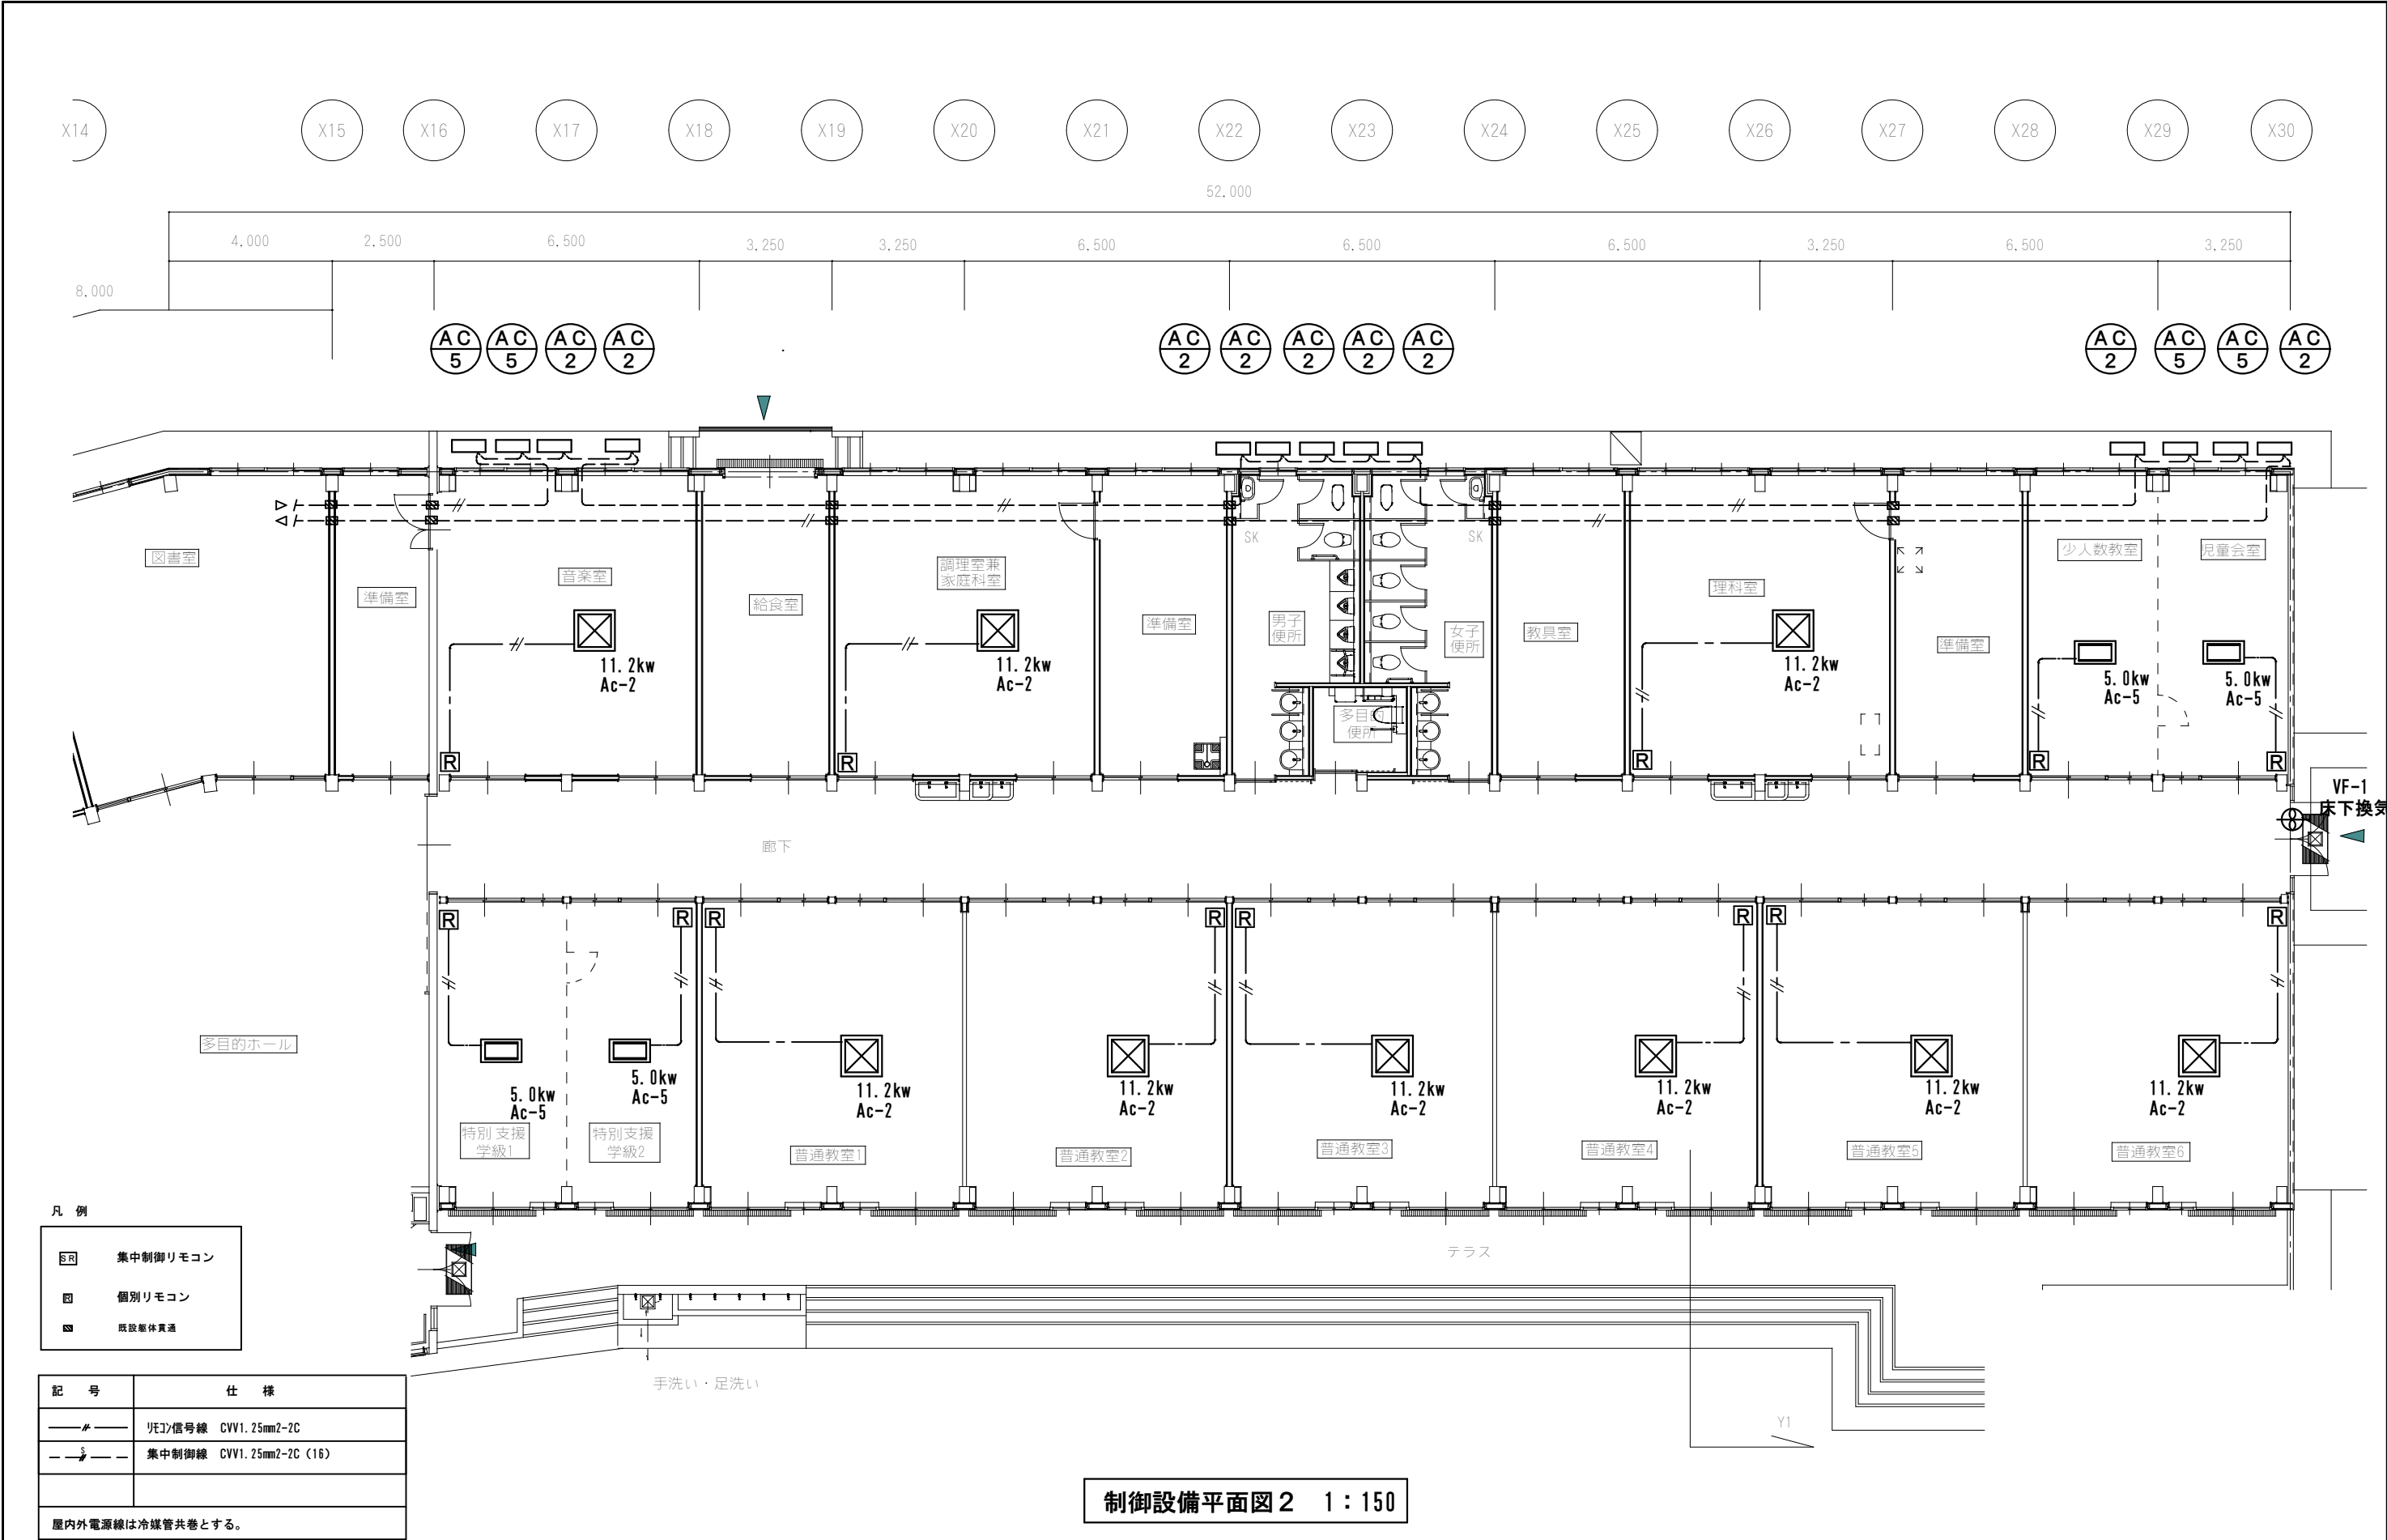 X14 X15 X16 X17 X18 X19 X20 X21 X22 X23 X24 X25 X26 X27 X28 X29 X30
52,000
4,000 2,500 6,500 3,250 3,250 6,500 6,500 6,500 3,250 6,500 3,250
8,000
AC AC AC AC AC AC AC AC AC AC AC AC AC
5 5 2 2 2 2 2 2 2 2 5 5 2
SK SK
図書室
準備室
音楽室
給食室
調理室兼
家庭科室
準備室
男子
便所
女子
便所
多目的
便所
教具室
理科室
準備室
少人数教室
児童会室
11.2kw
Ac-2
11.2kw
Ac-2
11.2kw
Ac-2
5.0kw
Ac-5
5.0kw
Ac-5
R R R R R
VF-1
床下換気
廊下
R R R R R R R R
多目的ホール
5.0kw
Ac-5
5.0kw
Ac-5
11.2kw
Ac-2
11.2kw
Ac-2
11.2kw
Ac-2
11.2kw
Ac-2
11.2kw
Ac-2
11.2kw
Ac-2
特別支援
学級1
特別支援
学級2
普通教室1
普通教室2
普通教室3
普通教室4
普通教室5
普通教室6
テラス
手洗い・足洗い
Y1
凡 例
SR 集中制御リモコン
R 個別リモコン
既設躯体貫通
記 号 仕 様
ﾘﾓｺﾝ信号線 CVV1.25mm2-2C
S 集中制御線 CVV1.25mm2-2C（16）
屋内外電源線は冷媒管共巻とする。
制御設備平面図２ 1：150